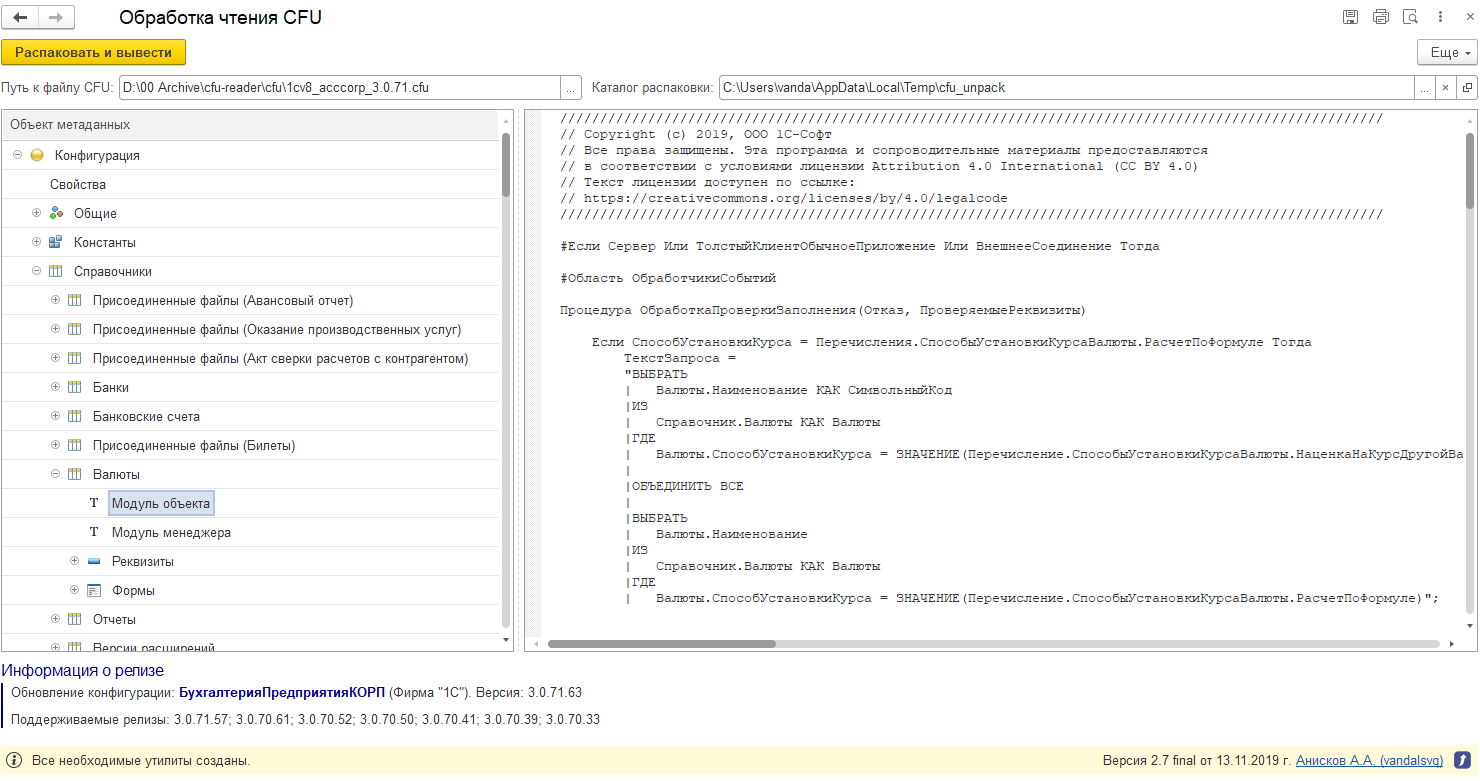 Обработка чтения CFU
Распаковать и вывести
Еще
Путь к файлу CFU: D:\00 Archive\cfu-reader\cfu\1cv8_acccorp_3.0.71.cfu ... Каталог распаковки: C:\Users\vanda\AppData\Local\Temp\cfu_unpack ... ×
Объект метаданных
Конфигурация
Свойства
Общие
Константы
Справочники
Присоединенные файлы (Авансовый отчет)
Присоединенные файлы (Оказание производственных услуг)
Присоединенные файлы (Акт сверки расчетов с контрагентом)
Банки
Банковские счета
Присоединенные файлы (Билеты)
Валюты
T Модуль объекта
T Модуль менеджера
Реквизиты
Формы
Отчеты
Версии расширений
////////////////////////////////////////////////////////////////////////////////////////////////////////
// Copyright (c) 2019, ООО 1С-Софт
// Все права защищены. Эта программа и сопроводительные материалы предоставляются
// в соответствии с условиями лицензии Attribution 4.0 International (CC BY 4.0)
// Текст лицензии доступен по ссылке:
// https://creativecommons.org/licenses/by/4.0/legalcode
////////////////////////////////////////////////////////////////////////////////////////////////////////
#Если Сервер Или ТолстыйКлиентОбычноеПриложение Или ВнешнееСоединение Тогда
#Область ОбработчикиСобытий
Процедура ОбработкаПроверкиЗаполнения(Отказ, ПроверяемыеРеквизиты)
Если СпособУстановкиКурса = Перечисления.СпособыУстановкиКурсаВалюты.РасчетПоФормуле Тогда
ТекстЗапроса =
"ВЫБРАТЬ
| Валюты.Наименование КАК СимвольныйКод
|ИЗ
| Справочник.Валюты КАК Валюты
|ГДЕ
| Валюты.СпособУстановкиКурса = ЗНАЧЕНИЕ(Перечисление.СпособыУстановкиКурсаВалюты.НаценкаНаКурсДругойВа
|
|ОБЪЕДИНИТЬ ВСЕ
|
|ВЫБРАТЬ
| Валюты.Наименование
|ИЗ
| Справочник.Валюты КАК Валюты
|ГДЕ
| Валюты.СпособУстановкиКурса = ЗНАЧЕНИЕ(Перечисление.СпособыУстановкиКурсаВалюты.РасчетПоФормуле)";
Информация о релизе
Обновление конфигурации: БухгалтерияПредприятияКОРП (Фирма "1С"). Версия: 3.0.71.63
Поддерживаемые релизы: 3.0.71.57; 3.0.70.61; 3.0.70.52; 3.0.70.50; 3.0.70.41; 3.0.70.39; 3.0.70.33
Все необходимые утилиты созданы.
Версия 2.7 final от 13.11.2019 г. Анисков А.А. (vandalsvq)